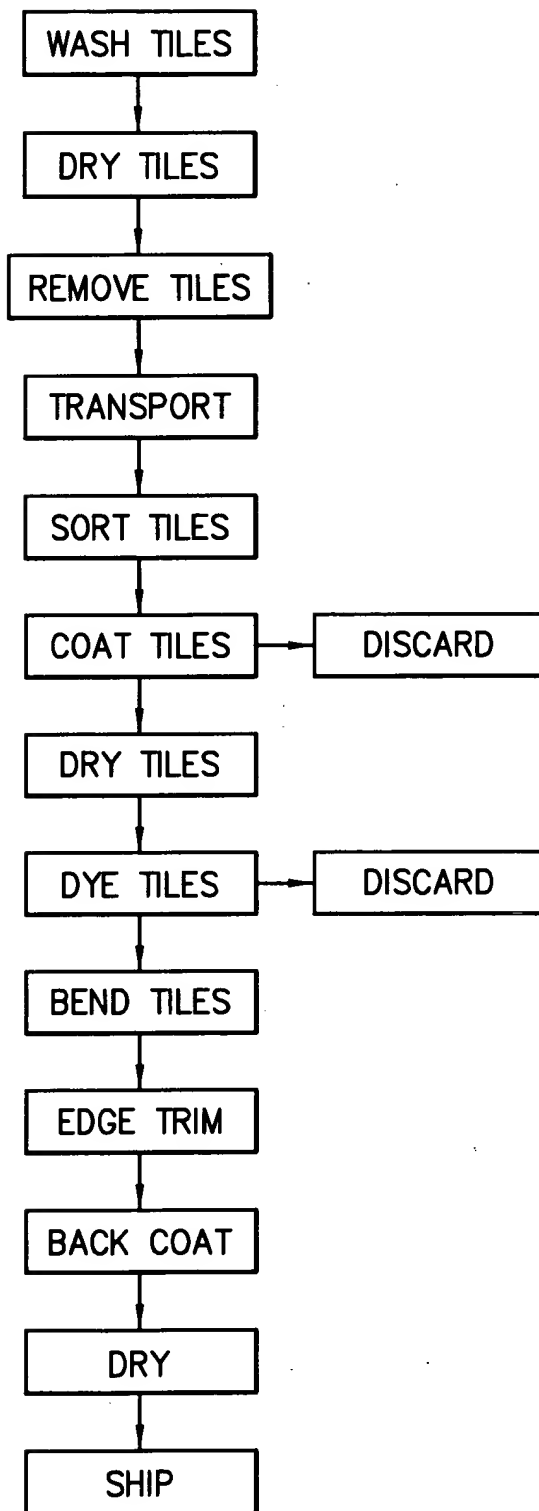 WASH TILES
DRY TILES
REMOVE TILES
TRANSPORT
SORT TILES
COAT TILES
DISCARD
DRY TILES
DYE TILES
DISCARD
BEND TILES
EDGE TRIM
BACK COAT
DRY
SHIP